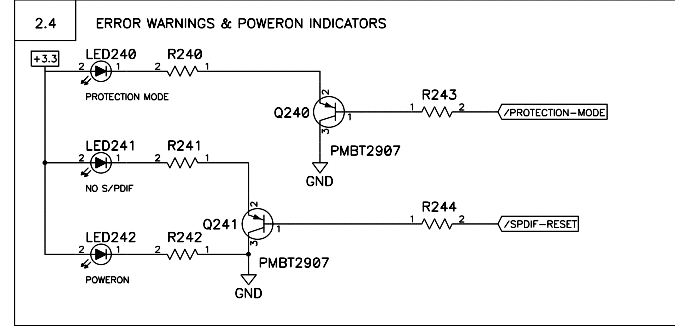 2.4 ERROR WARNINGS & POWERON INDICATORS
+3.3
LED240 R240
2 1 2 1
PROTECTION MODE
2
Q240 1 R243
1 2 /PROTECTION-MODE
3
PMBT2907
GND
LED241 R241
2 1 2 1
NO S/PDIF
2
Q241 1 R244
1 2 /SPDIF-RESET
3
PMBT2907
GND
LED242 R242
2 1 2 1
POWERON